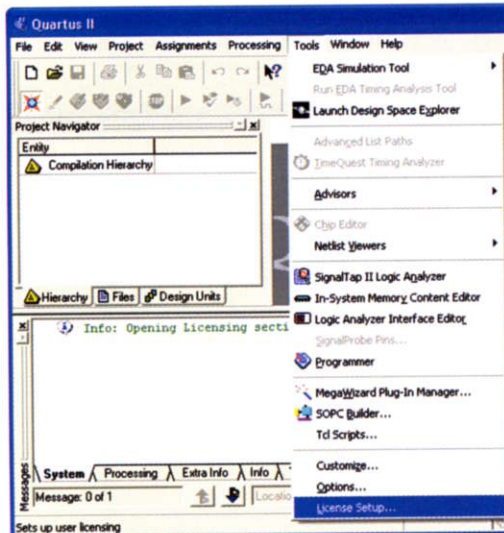 Quartus II
File Edit View Project Assignments Processing Tools Window Help
Project Navigator
Entity
Compilation Hierarchy
Hierarchy Files Design Units
Info: Opening Licensing secti
System Processing Extra Info Info
Messages
Message: 0 of 1
Locatio
Sets up user licensing
EDA Simulation Tool
Run EDA Timing Analysis Tool
Launch Design Space Explorer
Advanced List Paths
TimeQuest Timing Analyzer
Advisors
Chip Editor
Netlist Viewers
SignalTap II Logic Analyzer
In-System Memory Content Editor
Logic Analyzer Interface Editor
SignalProbe Pins...
Programmer
MegaWizard Plug-In Manager...
SOPC Builder...
Tcl Scripts...
Customize...
Options...
License Setup...